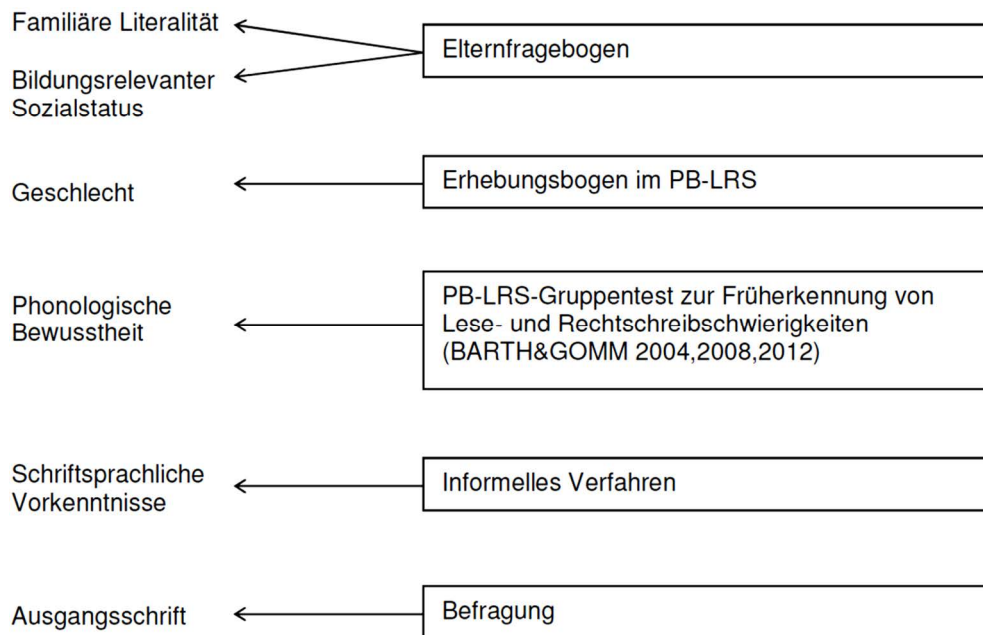 Familiäre Literalität
Elternfragebogen
Bildungsrelevanter
Sozialstatus
Geschlecht
Erhebungsbogen im PB-LRS
Phonologische
Bewusstheit
PB-LRS-Gruppentest zur Früherkennung von
Lese- und Rechtschreibschwierigkeiten
(BARTH&GOMM 2004,2008,2012)
Schriftsprachliche
Vorkenntnisse
Informelles Verfahren
Ausgangsschrift
Befragung